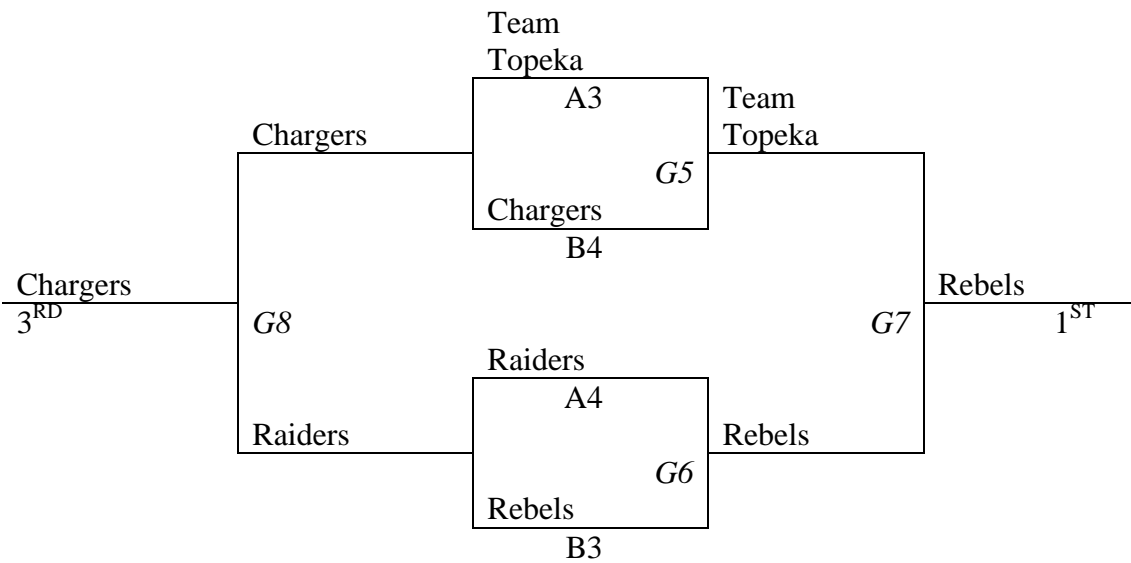 Team
Topeka
A3
Team
Topeka
Chargers
G5
Chargers
B4
Chargers
3RD
G8
Rebels
1ST
G7
Raiders
A4
Raiders
Rebels
G6
Rebels
B3